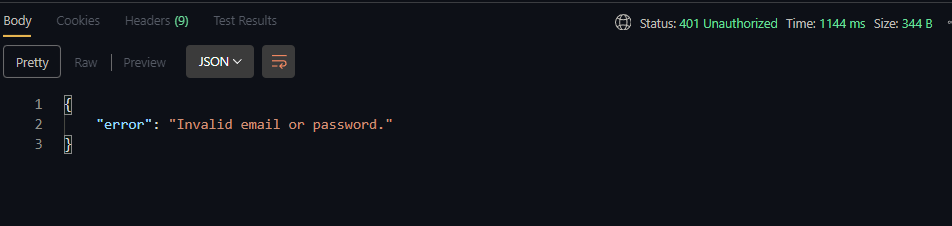 Body Cookies Headers (9) Test Results Status: 401 Unauthorized Time: 1144 ms Size: 344 B
Pretty Raw Preview JSON
1 {
2 "error": "Invalid email or password."
3 }